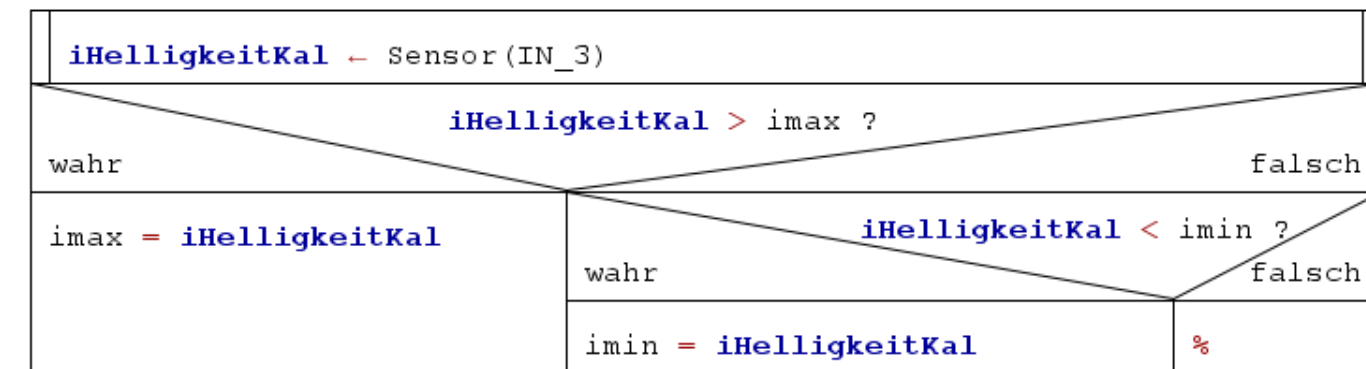 iHelligkeitKal ← Sensor(IN_3)
iHelligkeitKal > imax ?
wahr falsch
imax = iHelligkeitKal
iHelligkeitKal < imin ?
wahr falsch
imin = iHelligkeitKal %